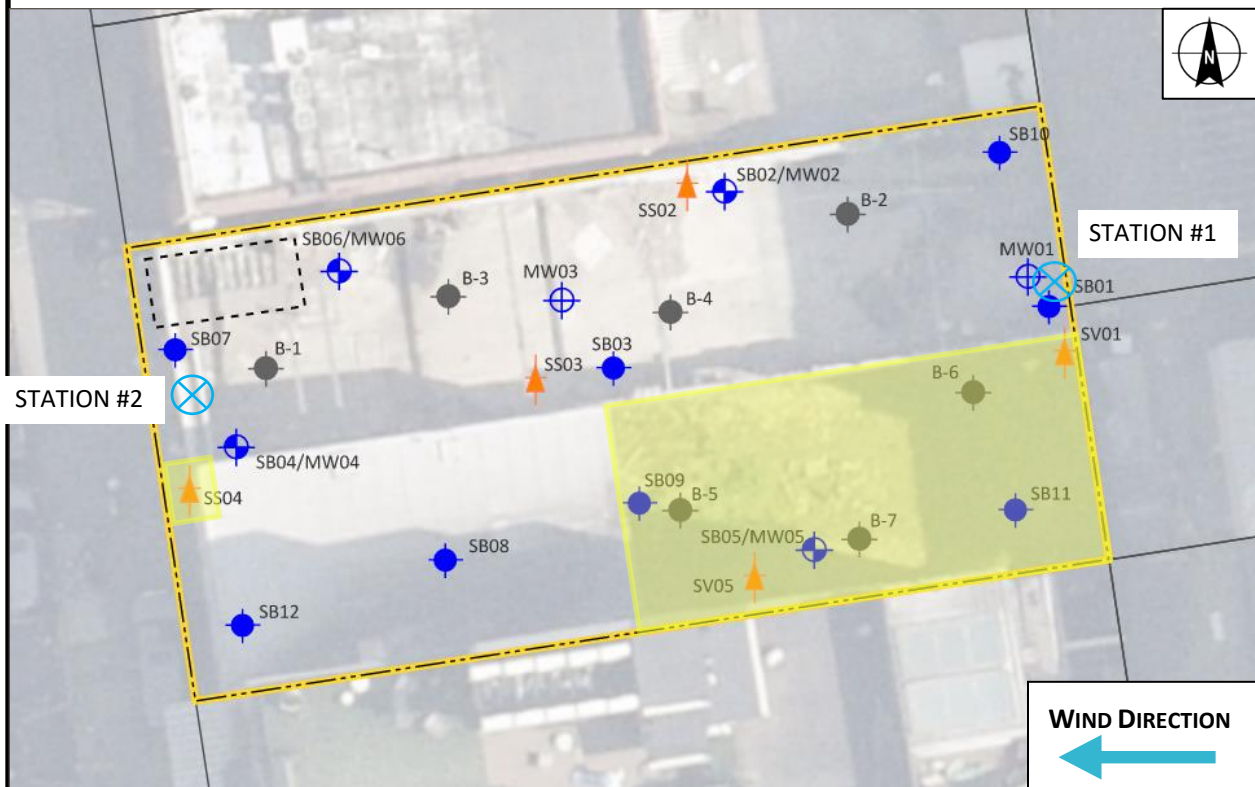 N
SB10
SB02/MW02
SS02
B-2
STATION #1
SB06/MW06
MW01
B-3
MW03
SB01
B-4
SV01
SB07
B-1
SS03
SB03
B-6
STATION #2
SB04/MW04
SS04
SB09
B-5
SB11
SB05/MW05
B-7
SB08
SV05
SB12
WIND DIRECTION